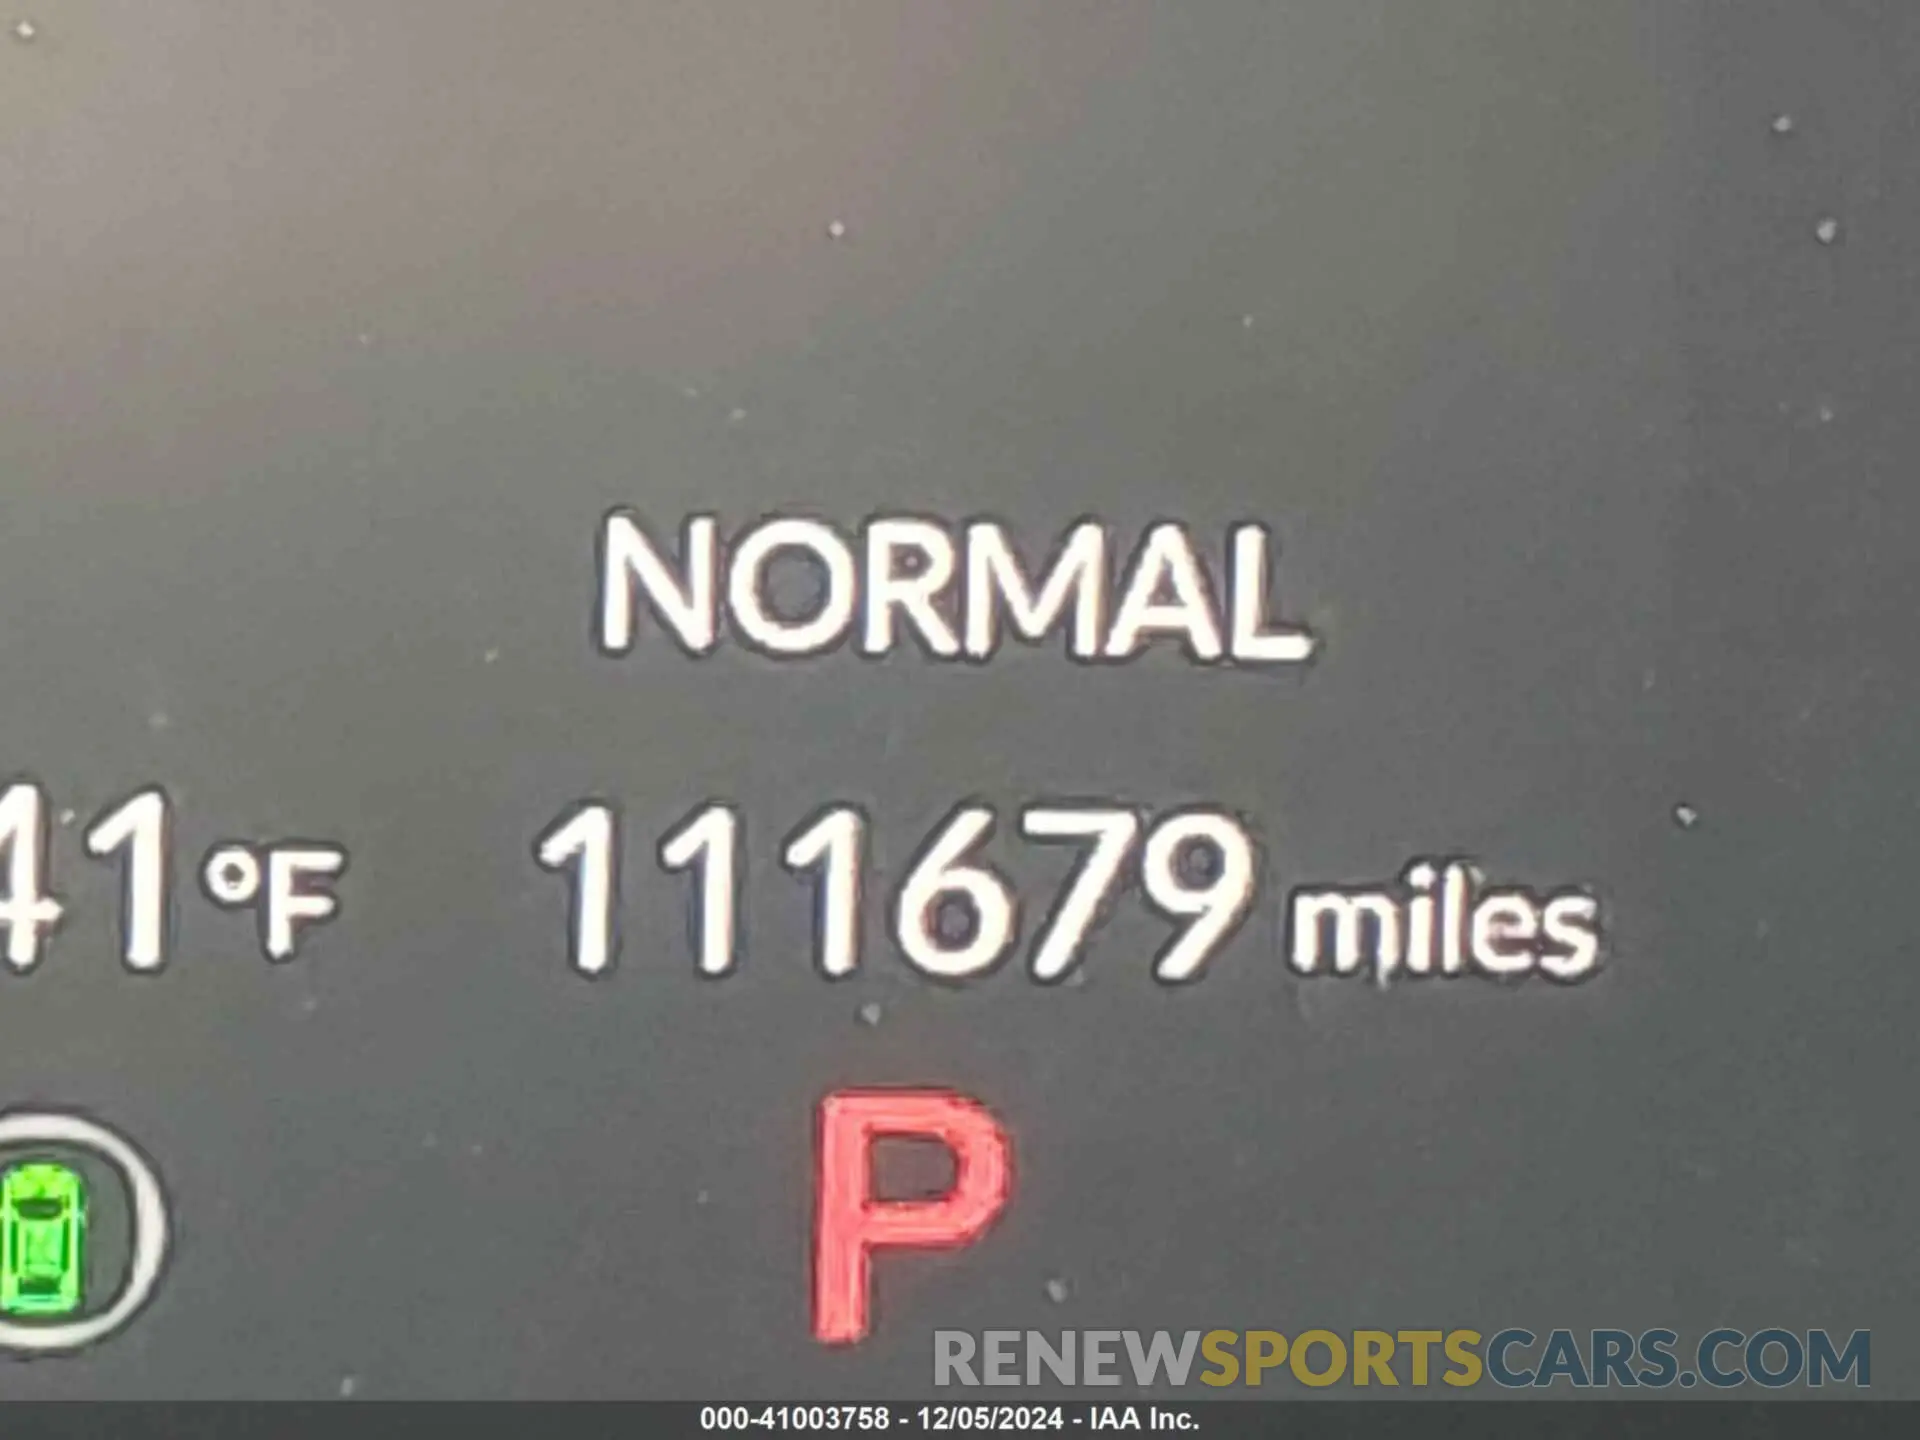 NORMAL
41 °F 111679 miles
P
RENEWSPORTSCARS.COM
000-41003758 - 12/05/2024 - IAA Inc.